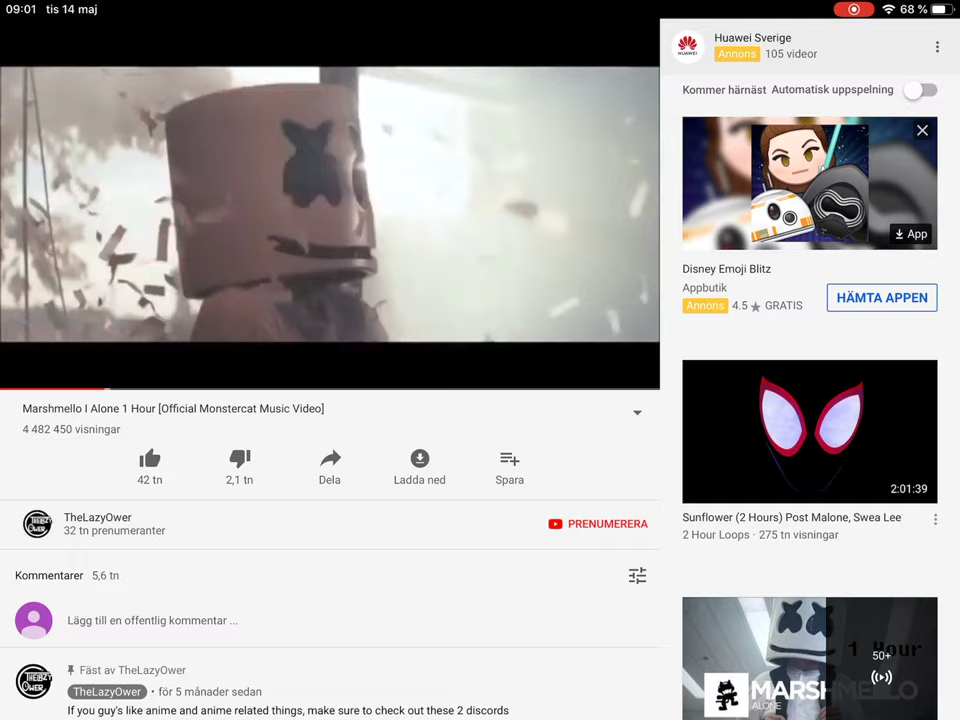 09:01 tis 14 maj
68 %
Huawei Sverige
HUAWEI
Annons 105 videor
Kommer härnäst Automatisk uppspelning
App
Disney Emoji Blitz
Appbutik
Annons 4.5 ★ GRATIS
HÄMTA APPEN
Marshmello I Alone 1 Hour [Official Monstercat Music Video]
4 482 450 visningar
42 tn
2,1 tn
Dela
Ladda ned
Spara
THELAZY
OWER
TheLazyOwer
32 tn prenumeranter
PRENUMERERA
2:01:39
Sunflower (2 Hours) Post Malone, Swea Lee
2 Hour Loops · 275 tn visningar
Kommentarer 5,6 tn
Lägg till en offentlig kommentar ...
1 Hour
50+
MARSHMELLO
ALONE
THELAZY
OWER
Fäst av TheLazyOwer
TheLazyOwer • för 5 månader sedan
If you guy's like anime and anime related things, make sure to check out these 2 discords